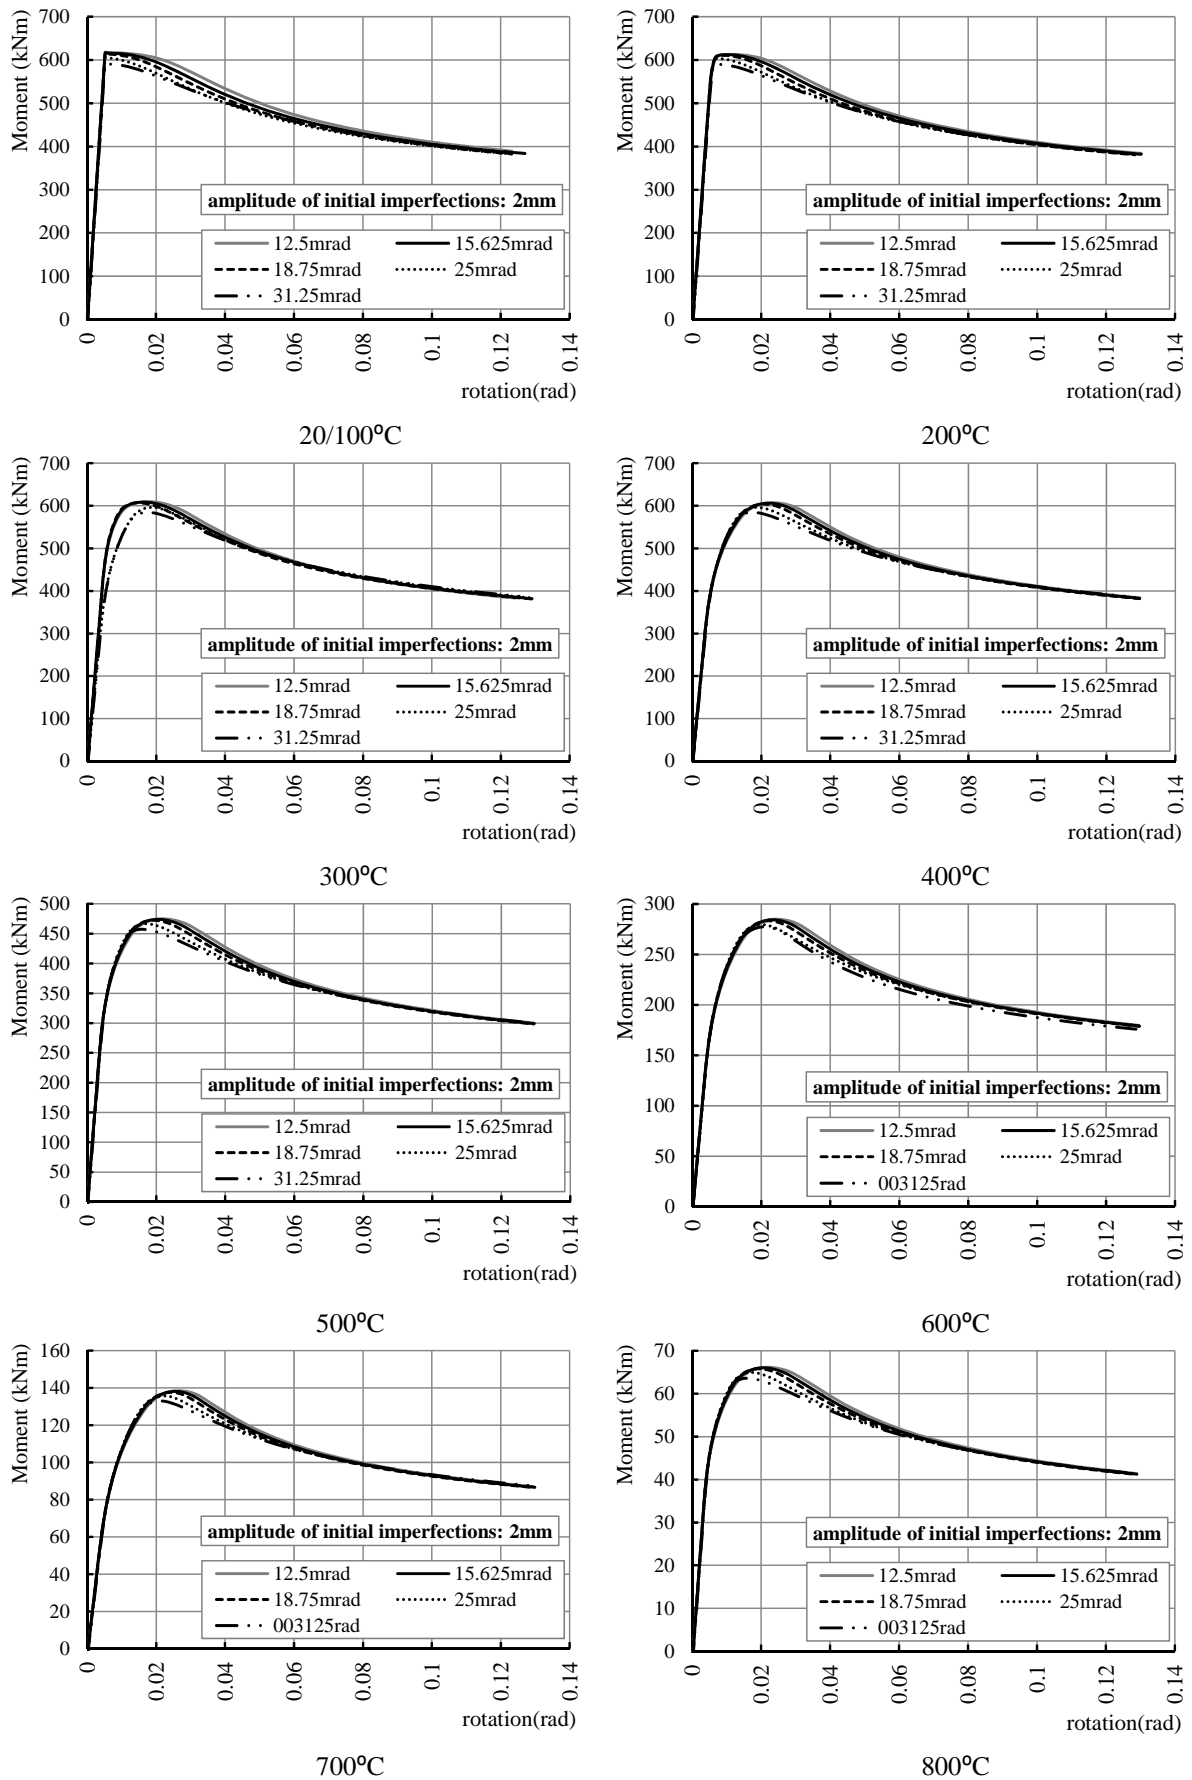 Moment (kNm)
700
600
500
400
300
200
100
0
amplitude of initial imperfections: 2mm
12.5mrad 15.625mrad
18.75mrad 25mrad
31.25mrad
0 0.02 0.04 0.06 0.08 0.1 0.12 0.14
rotation(rad)
20/100⁰C
Moment (kNm)
700
600
500
400
300
200
100
0
amplitude of initial imperfections: 2mm
12.5mrad 15.625mrad
18.75mrad 25mrad
31.25mrad
0 0.02 0.04 0.06 0.08 0.1 0.12 0.14
rotation(rad)
200⁰C
Moment (kNm)
700
600
500
400
300
200
100
0
amplitude of initial imperfections: 2mm
12.5mrad 15.625mrad
18.75mrad 25mrad
31.25mrad
0 0.02 0.04 0.06 0.08 0.1 0.12 0.14
rotation(rad)
300⁰C
Moment (kNm)
700
600
500
400
300
200
100
0
amplitude of initial imperfections: 2mm
12.5mrad 15.625mrad
18.75mrad 25mrad
31.25mrad
0 0.02 0.04 0.06 0.08 0.1 0.12 0.14
rotation(rad)
400⁰C
Moment (kNm)
500
450
400
350
300
250
200
150
100
50
0
amplitude of initial imperfections: 2mm
12.5mrad 15.625mrad
18.75mrad 25mrad
31.25mrad
0 0.02 0.04 0.06 0.08 0.1 0.12 0.14
rotation(rad)
500⁰C
Moment (kNm)
300
250
200
150
100
50
0
amplitude of initial imperfections: 2mm
12.5mrad 15.625mrad
18.75mrad 25mrad
003125rad
0 0.02 0.04 0.06 0.08 0.1 0.12 0.14
rotation(rad)
600⁰C
Moment (kNm)
160
140
120
100
80
60
40
20
0
amplitude of initial imperfections: 2mm
12.5mrad 15.625mrad
18.75mrad 25mrad
003125rad
0 0.02 0.04 0.06 0.08 0.1 0.12 0.14
rotation(rad)
700⁰C
Moment (kNm)
70
60
50
40
30
20
10
0
amplitude of initial imperfections: 2mm
12.5mrad 15.625mrad
18.75mrad 25mrad
003125rad
0 0.02 0.04 0.06 0.08 0.1 0.12 0.14
rotation(rad)
800⁰C